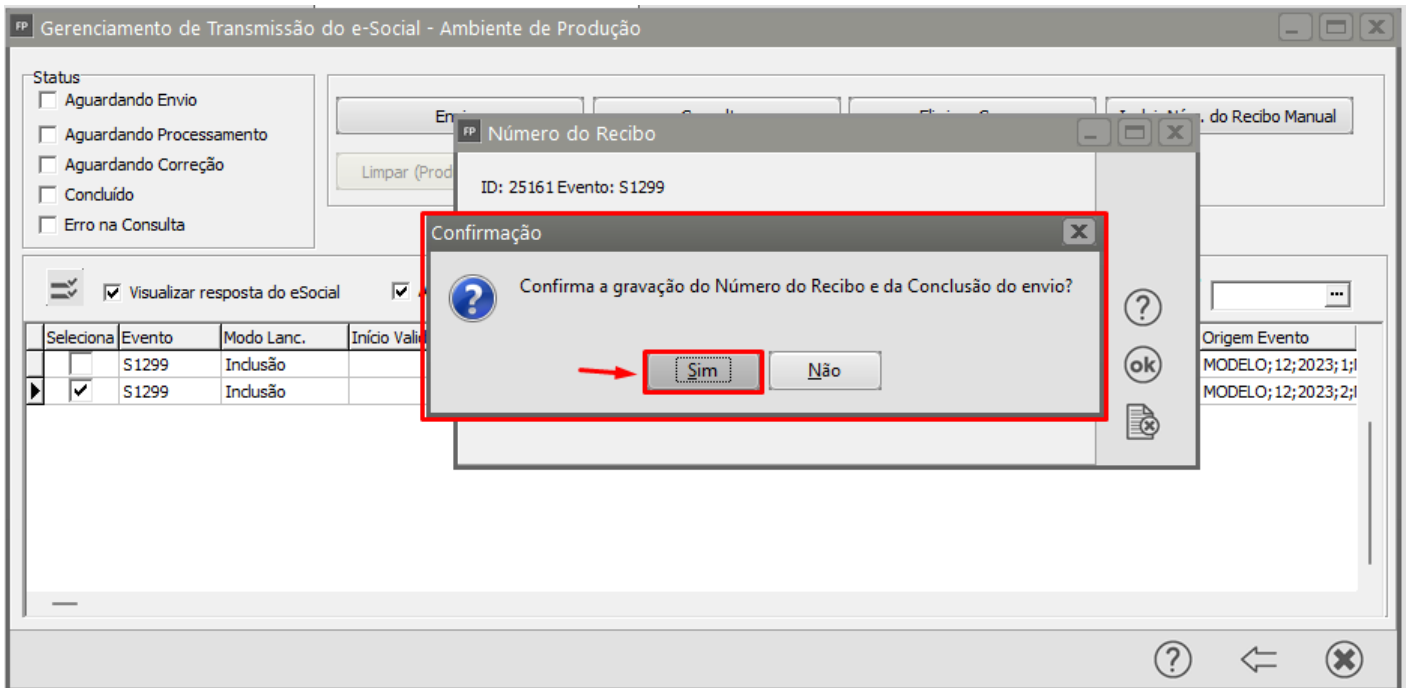 FP Gerenciamento de Transmissão do e-Social - Ambiente de Produção
Status
Aguardando Envio
Aguardando Processamento
Aguardando Correção
Concluído
Erro na Consulta
. do Recibo Manual
Limpar (Prod
FP Número do Recibo
ID: 25161 Evento: S1299
Confirmação
Confirma a gravação do Número do Recibo e da Conclusão do envio?
Sim
Não
ok
Visualizar resposta do eSocial
...
Seleciona Evento Modo Lanc. Início Valid Origem Evento
S1299 Inclusão MODELO;12;2023;1;
S1299 Inclusão MODELO;12;2023;2;